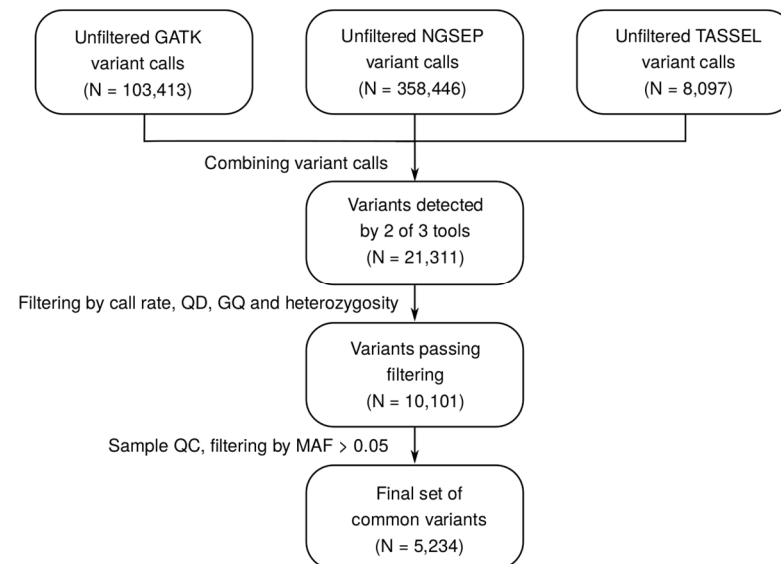 Unfiltered GATK
variant calls
(N = 103,413)
Unfiltered NGSEP
variant calls
(N = 358,446)
Unfiltered TASSEL
variant calls
(N = 8,097)
Combining variant calls
Variants detected
by 2 of 3 tools
(N = 21,311)
Filtering by call rate, QD, GQ and heterozygosity
Variants passing
filtering
(N = 10,101)
Sample QC, filtering by MAF > 0.05
Final set of
common variants
(N = 5,234)